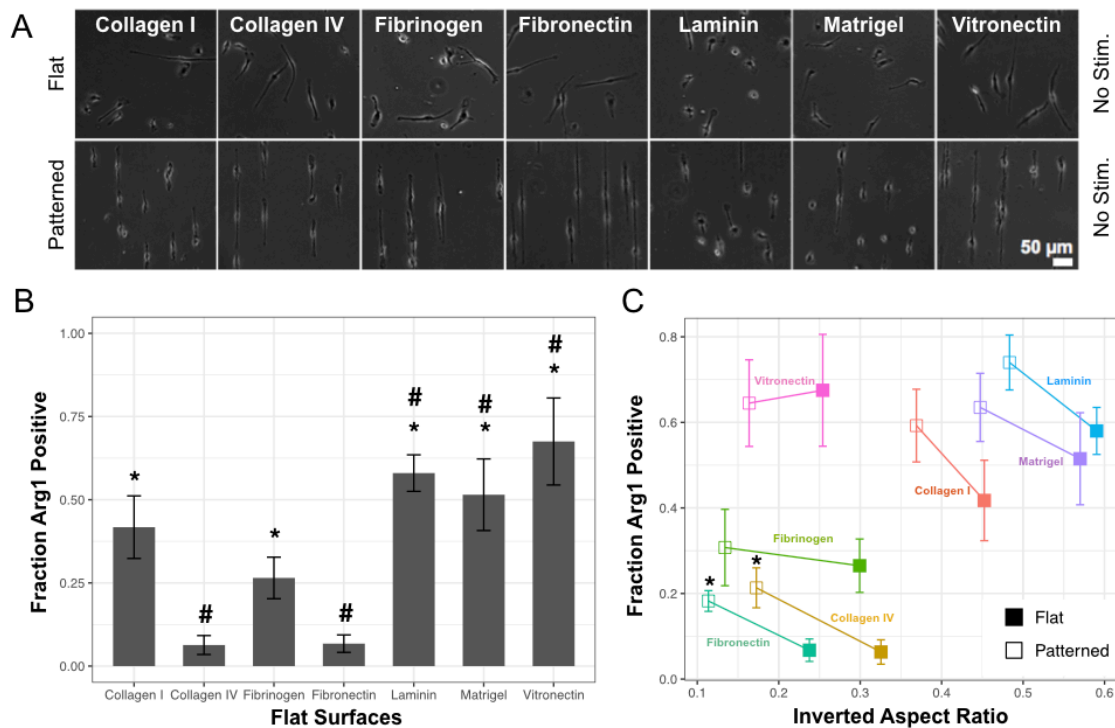 A
Collagen I Collagen IV Fibrinogen Fibronectin Laminin Matrigel Vitronectin
Flat
No Stim.
Patterned
No Stim.
50 μm
B
Fraction Arg1 Positive
1.00
0.75
0.50
0.25
0.00
*
#
*
#
#
*
#
*
#
*
Collagen I Collagen IV Fibrinogen Fibronectin Laminin Matrigel Vitronectin
Flat Surfaces
C
Fraction Arg1 Positive
0.8
0.6
0.4
0.2
0.0
Vitronectin
Laminin
Matrigel
Collagen I
Fibrinogen
*
*
Collagen IV
Fibronectin
Flat
Patterned
0.1 0.2 0.3 0.4 0.5 0.6
Inverted Aspect Ratio